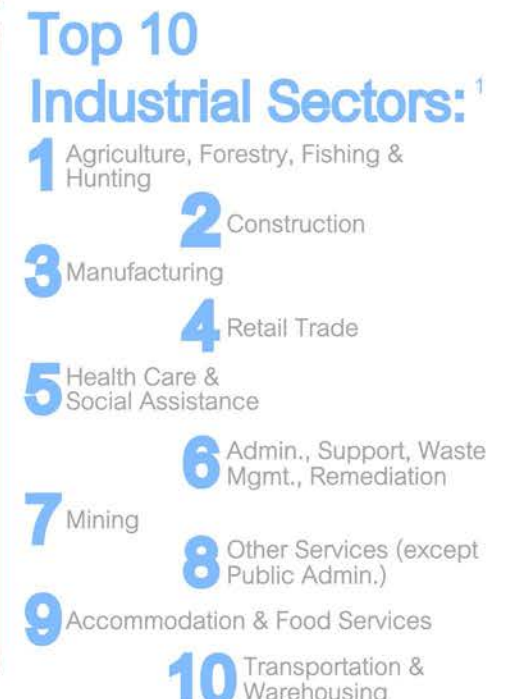 Top 10
Industrial Sectors: 1
1 Agriculture, Forestry, Fishing &
Hunting
2 Construction
3 Manufacturing
4 Retail Trade
5 Health Care &
Social Assistance
6 Admin., Support, Waste
Mgmt., Remediation
7 Mining
8 Other Services (except
Public Admin.)
9 Accommodation & Food Services
10 Transportation &
Warehousing